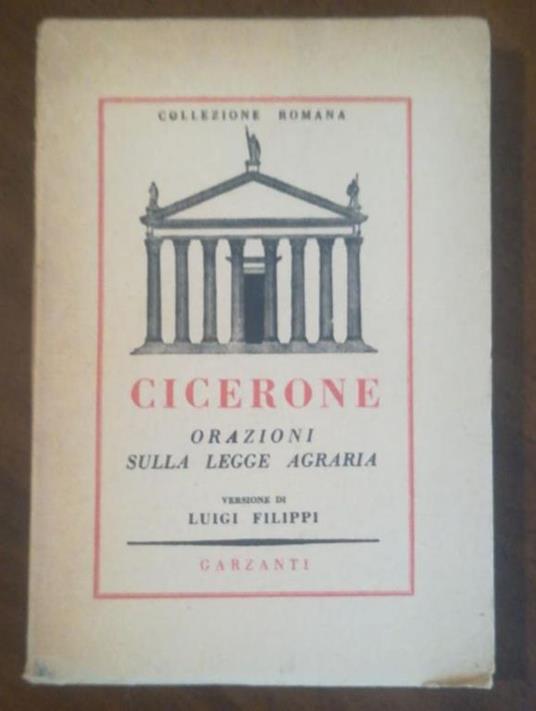 COLLEZIONE ROMANA
CICERONE
ORAZIONI
SULLA LEGGE AGRARIA
VERSIONE DI
LUIGI FILIPPI
GARZANTI